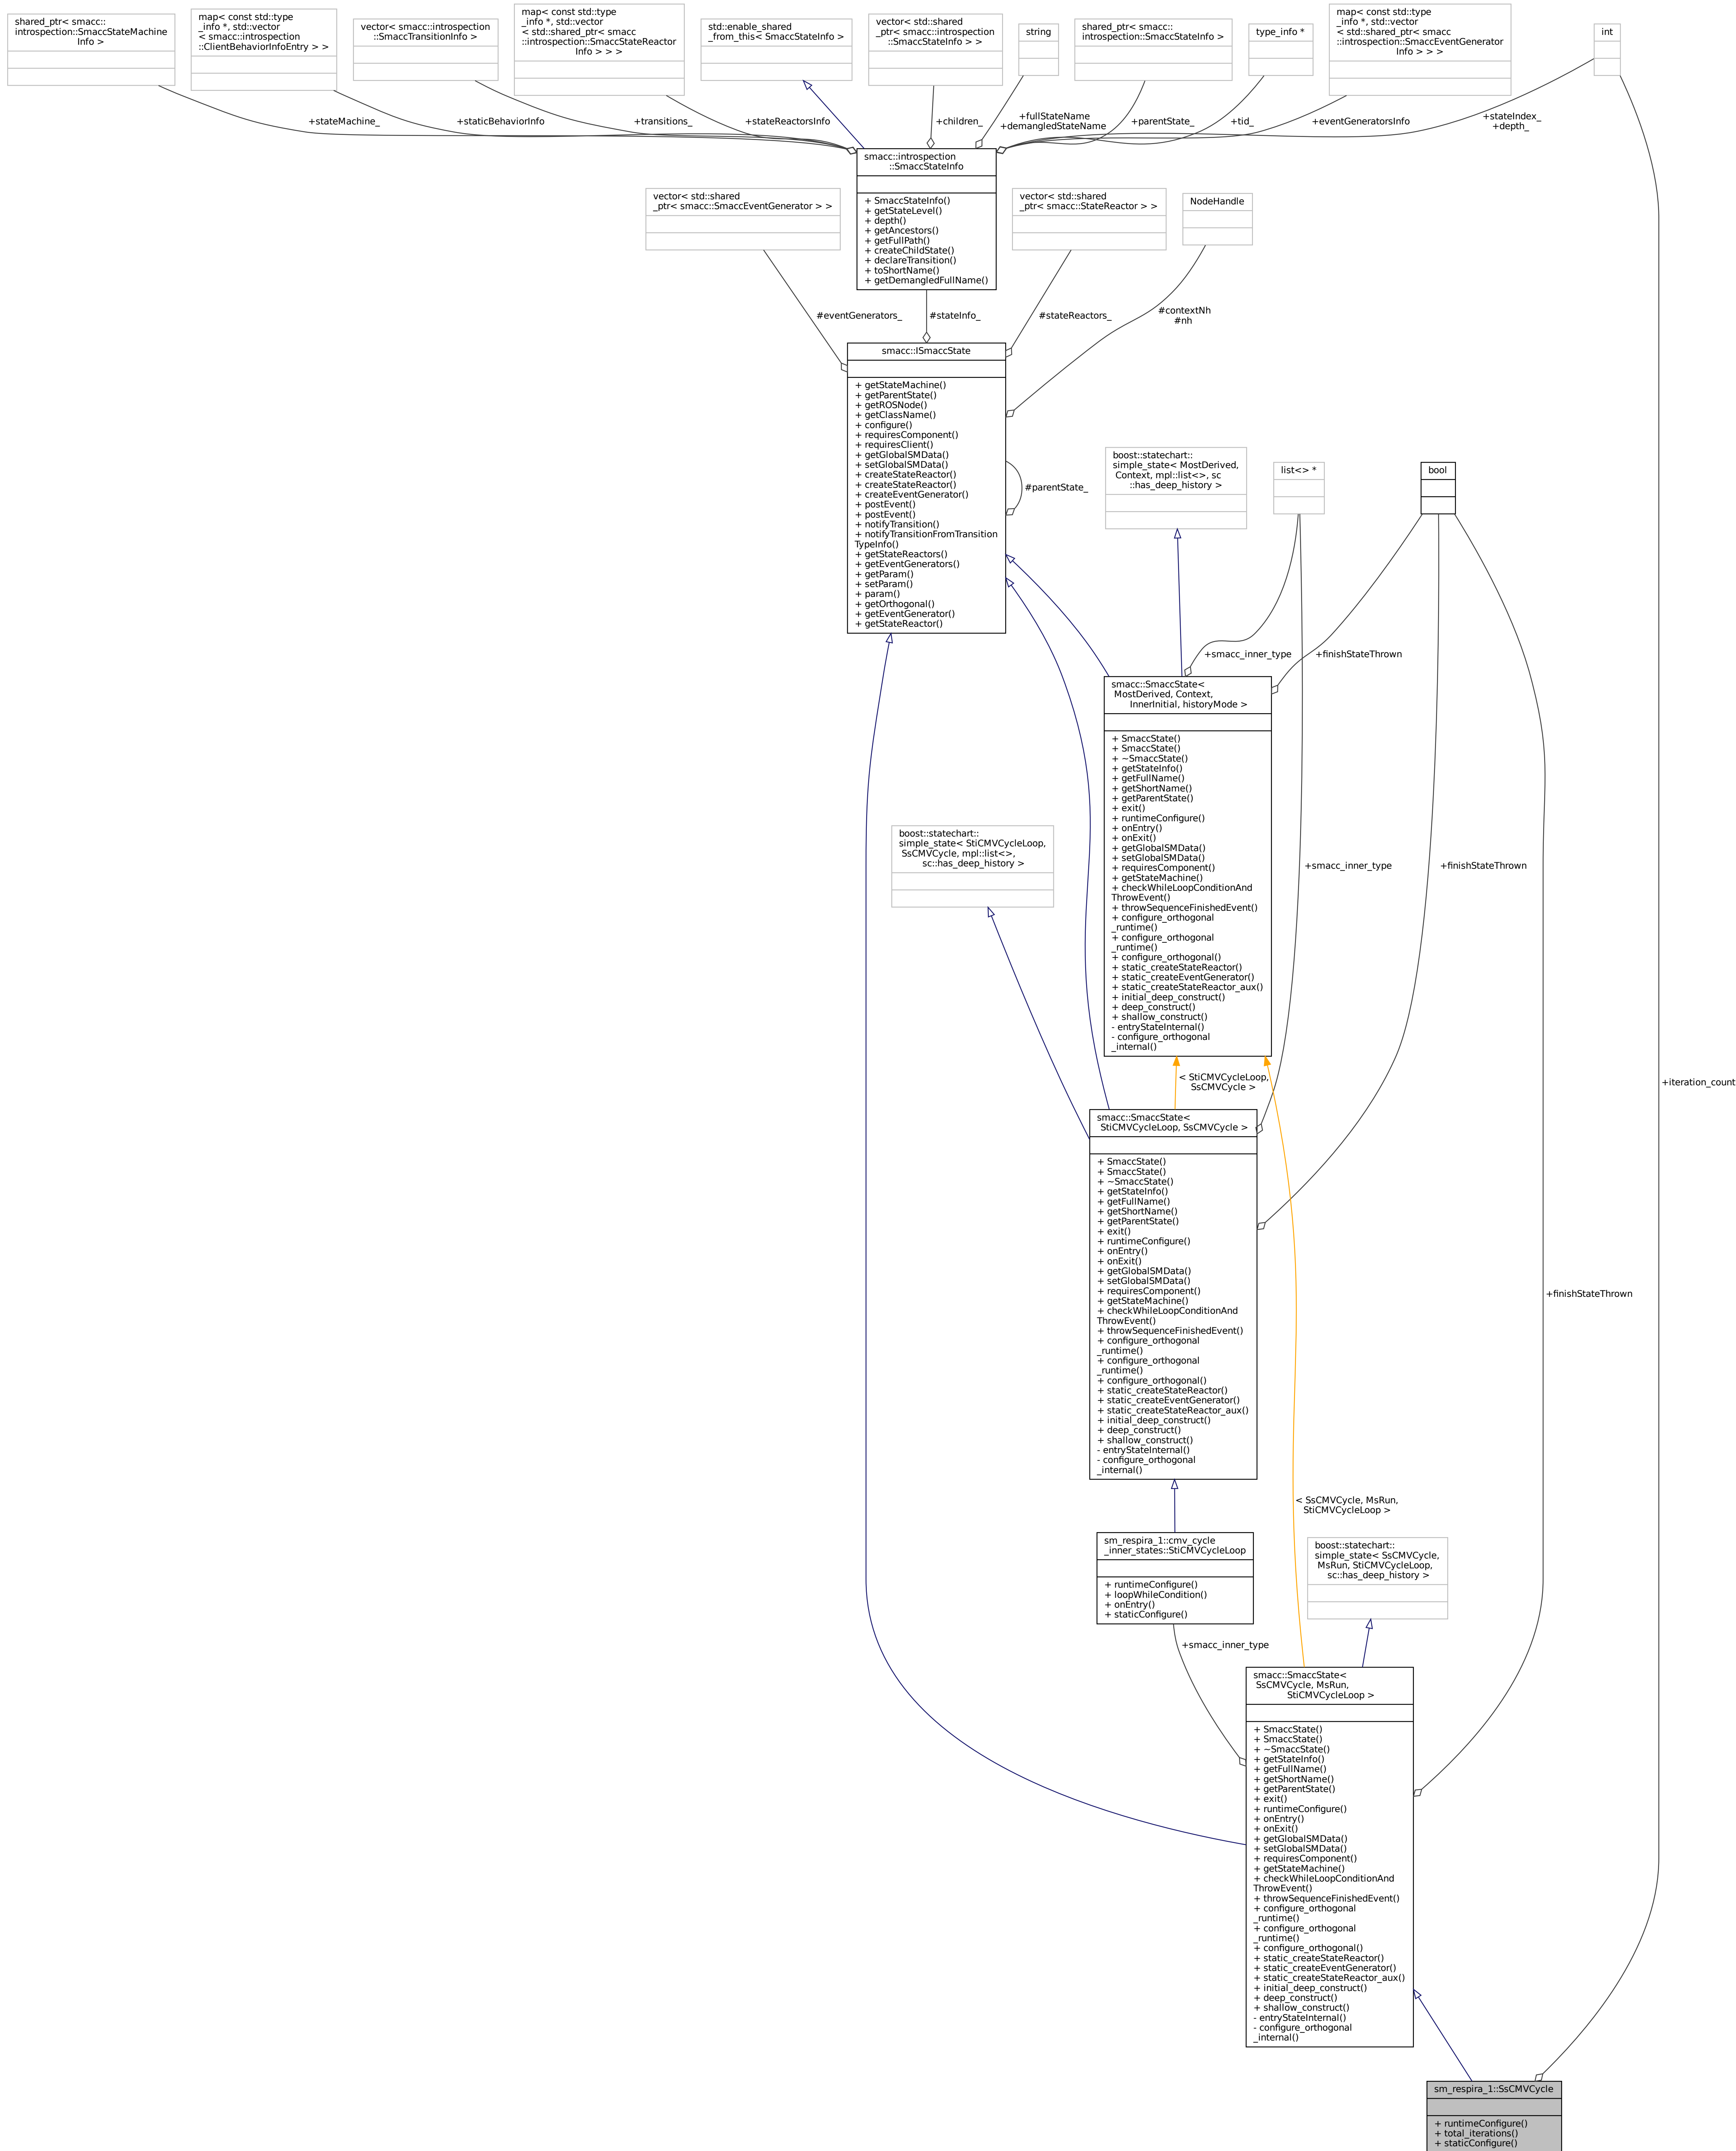 shared_ptr< smacc::
introspection::SmaccStateMachine
Info >
map< const std::type
_info *, std::vector
< smacc::introspection
::ClientBehaviorInfoEntry > >
vector< smacc::introspection
::SmaccTransitionInfo >
map< const std::type
_info *, std::vector
< std::shared_ptr< smacc
::introspection::SmaccStateReactor
Info > > >
std::enable_shared
_from_this< SmaccStateInfo >
vector< std::shared
_ptr< smacc::introspection
::SmaccStateInfo > >
string
shared_ptr< smacc::
introspection::SmaccStateInfo >
type_info *
map< const std::type
_info *, std::vector
< std::shared_ptr< smacc
::introspection::SmaccEventGenerator
Info > > >
int
+stateMachine_
+staticBehaviorInfo
+transitions_
+stateReactorsInfo
+children_
+fullStateName
+demangledStateName
+parentState_
+tid_
+eventGeneratorsInfo
+stateIndex_
+depth_
smacc::introspection
::SmaccStateInfo
+ SmaccStateInfo()
+ getStateLevel()
+ depth()
+ getAncestors()
+ getFullPath()
+ createChildState()
+ declareTransition()
+ toShortName()
+ getDemangledFullName()
vector< std::shared
_ptr< smacc::SmaccEventGenerator > >
vector< std::shared
_ptr< smacc::StateReactor > >
NodeHandle
#eventGenerators_
#stateInfo_
#stateReactors_
#contextNh
#nh
smacc::ISmaccState
+ getStateMachine()
+ getParentState()
+ getROSNode()
+ getClassName()
+ configure()
+ requiresComponent()
+ requiresClient()
+ getGlobalSMData()
+ setGlobalSMData()
+ createStateReactor()
+ createStateReactor()
+ createEventGenerator()
+ postEvent()
+ postEvent()
+ notifyTransition()
+ notifyTransitionFromTransition
TypeInfo()
+ getStateReactors()
+ getEventGenerators()
+ getParam()
+ setParam()
+ param()
+ getOrthogonal()
+ getEventGenerator()
+ getStateReactor()
#parentState_
boost::statechart::
simple_state< MostDerived,
Context, mpl::list<>, sc
::has_deep_history >
list<> *
bool
+smacc_inner_type
+finishStateThrown
smacc::SmaccState<
MostDerived, Context,
InnerInitial, historyMode >
+ SmaccState()
+ SmaccState()
+ ~SmaccState()
+ getStateInfo()
+ getFullName()
+ getShortName()
+ getParentState()
+ exit()
+ runtimeConfigure()
+ onEntry()
+ onExit()
+ getGlobalSMData()
+ setGlobalSMData()
+ requiresComponent()
+ getStateMachine()
+ checkWhileLoopConditionAnd
ThrowEvent()
+ throwSequenceFinishedEvent()
+ configure_orthogonal
_runtime()
+ configure_orthogonal
_runtime()
+ configure_orthogonal()
+ static_createStateReactor()
+ static_createEventGenerator()
+ static_createStateReactor_aux()
+ initial_deep_construct()
+ deep_construct()
+ shallow_construct()
- entryStateInternal()
- configure_orthogonal
_internal()
boost::statechart::
simple_state< StiCMVCycleLoop,
SsCMVCycle, mpl::list<>,
sc::has_deep_history >
+smacc_inner_type
+finishStateThrown
< StiCMVCycleLoop,
SsCMVCycle >
+iteration_count
smacc::SmaccState<
StiCMVCycleLoop, SsCMVCycle >
+ SmaccState()
+ SmaccState()
+ ~SmaccState()
+ getStateInfo()
+ getFullName()
+ getShortName()
+ getParentState()
+ exit()
+ runtimeConfigure()
+ onEntry()
+ onExit()
+ getGlobalSMData()
+ setGlobalSMData()
+ requiresComponent()
+ getStateMachine()
+ checkWhileLoopConditionAnd
ThrowEvent()
+ throwSequenceFinishedEvent()
+ configure_orthogonal
_runtime()
+ configure_orthogonal
_runtime()
+ configure_orthogonal()
+ static_createStateReactor()
+ static_createEventGenerator()
+ static_createStateReactor_aux()
+ initial_deep_construct()
+ deep_construct()
+ shallow_construct()
- entryStateInternal()
- configure_orthogonal
_internal()
+finishStateThrown
< SsCMVCycle, MsRun,
StiCMVCycleLoop >
sm_respira_1::cmv_cycle
_inner_states::StiCMVCycleLoop
+ runtimeConfigure()
+ loopWhileCondition()
+ onEntry()
+ staticConfigure()
boost::statechart::
simple_state< SsCMVCycle,
MsRun, StiCMVCycleLoop,
sc::has_deep_history >
+smacc_inner_type
smacc::SmaccState<
SsCMVCycle, MsRun,
StiCMVCycleLoop >
+ SmaccState()
+ SmaccState()
+ ~SmaccState()
+ getStateInfo()
+ getFullName()
+ getShortName()
+ getParentState()
+ exit()
+ runtimeConfigure()
+ onEntry()
+ onExit()
+ getGlobalSMData()
+ setGlobalSMData()
+ requiresComponent()
+ getStateMachine()
+ checkWhileLoopConditionAnd
ThrowEvent()
+ throwSequenceFinishedEvent()
+ configure_orthogonal
_runtime()
+ configure_orthogonal
_runtime()
+ configure_orthogonal()
+ static_createStateReactor()
+ static_createEventGenerator()
+ static_createStateReactor_aux()
+ initial_deep_construct()
+ deep_construct()
+ shallow_construct()
- entryStateInternal()
- configure_orthogonal
_internal()
sm_respira_1::SsCMVCycle
+ runtimeConfigure()
+ total_iterations()
+ staticConfigure()